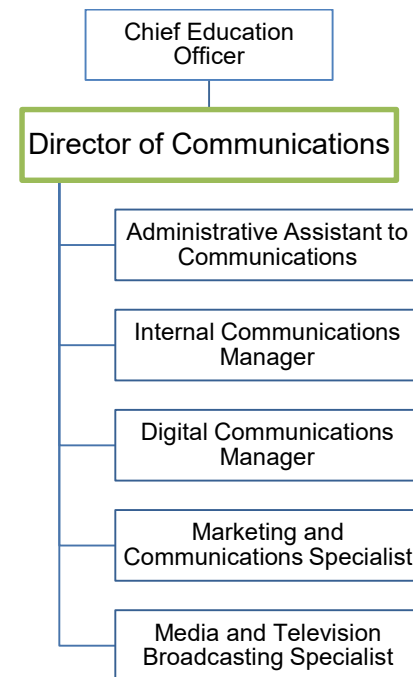 Chief Education
Officer
Director of Communications
Administrative Assistant to
Communications
Internal Communications
Manager
Digital Communications
Manager
Marketing and
Communications Specialist
Media and Television
Broadcasting Specialist